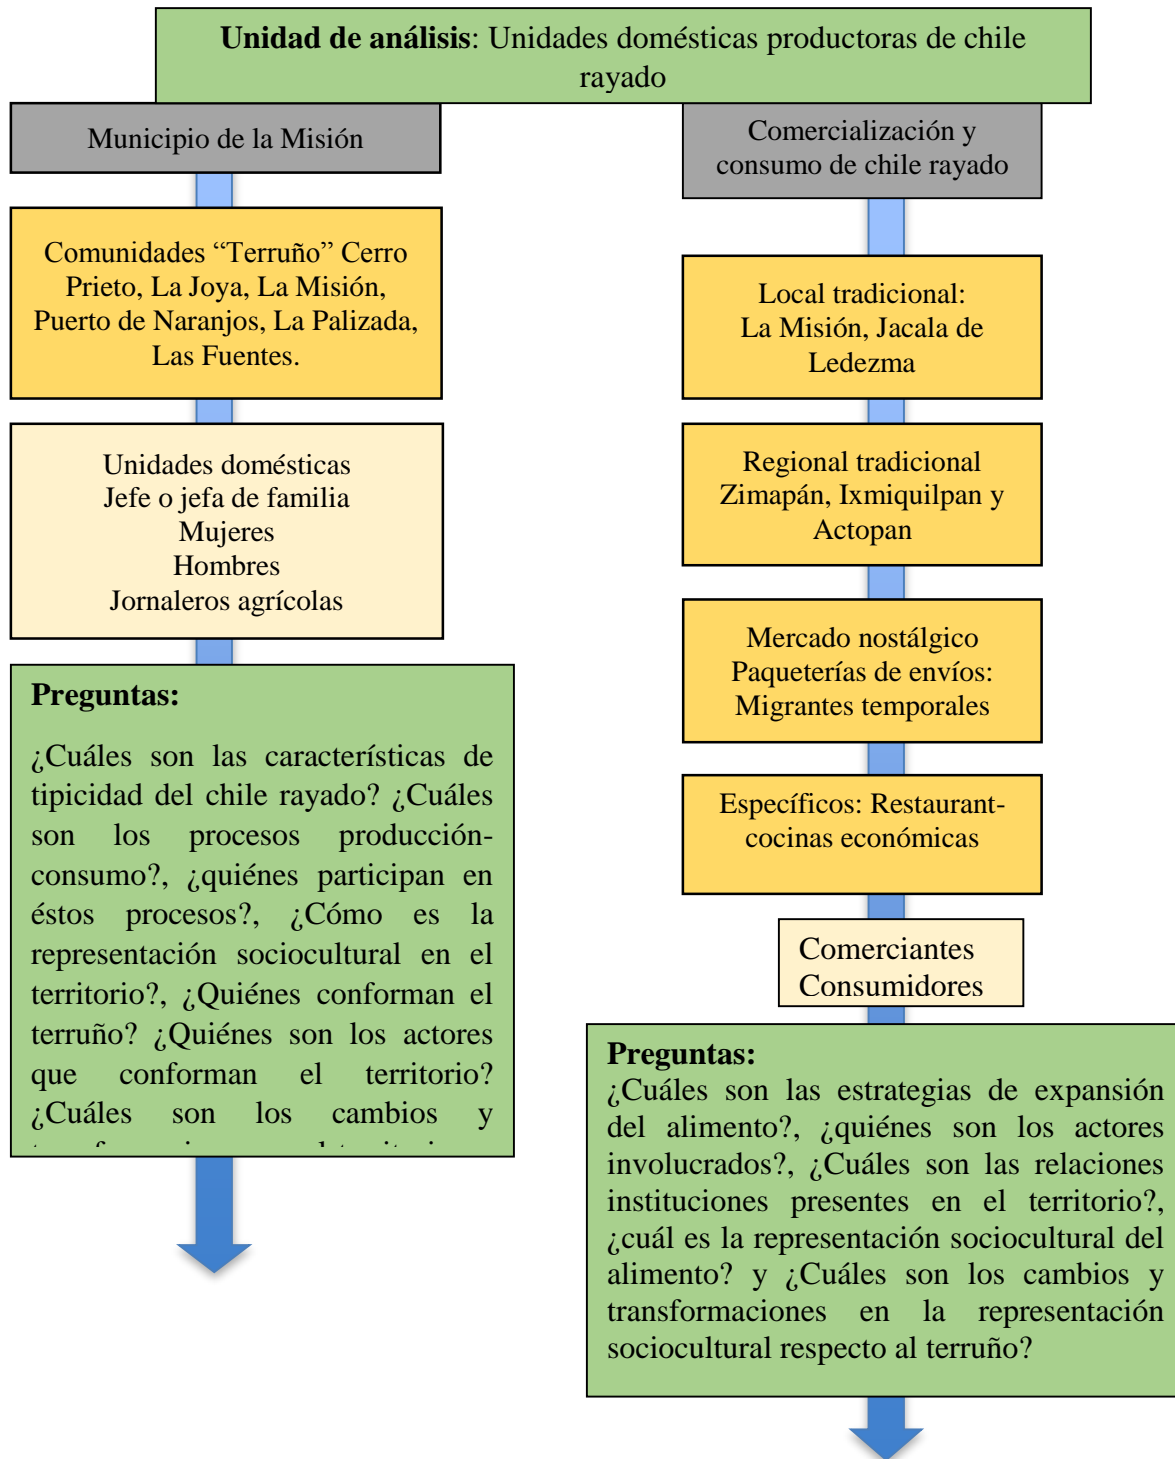 Unidad de análisis: Unidades domésticas productoras de chile
rayado
Municipio de la Misión
Comunidades “Terruño” Cerro
Prieto, La Joya, La Misión,
Puerto de Naranjos, La Palizada,
Las Fuentes.
Unidades domésticas
Jefe o jefa de familia
Mujeres
Hombres
Jornaleros agrícolas
Preguntas:
¿Cuáles son las características de
tipicidad del chile rayado? ¿Cuáles
son los procesos producción-
consumo?, ¿quiénes participan en
éstos procesos?, ¿Cómo es la
representación sociocultural en el
territorio?, ¿Quiénes conforman el
terruño? ¿Quiénes son los actores
que conforman el territorio?
¿Cuáles son los cambios y
Comercialización y
consumo de chile rayado
Local tradicional:
La Misión, Jacala de
Ledezma
Regional tradicional
Zimapán, Ixmiquilpan y
Actopan
Mercado nostálgico
Paqueterías de envíos:
Migrantes temporales
Específicos: Restaurant-
cocinas económicas
Comerciantes
Consumidores
Preguntas:
¿Cuáles son las estrategias de expansión
del alimento?, ¿quiénes son los actores
involucrados?, ¿Cuáles son las relaciones
instituciones presentes en el territorio?,
¿cuál es la representación sociocultural del
alimento? y ¿Cuáles son los cambios y
transformaciones en la representación
sociocultural respecto al terruño?